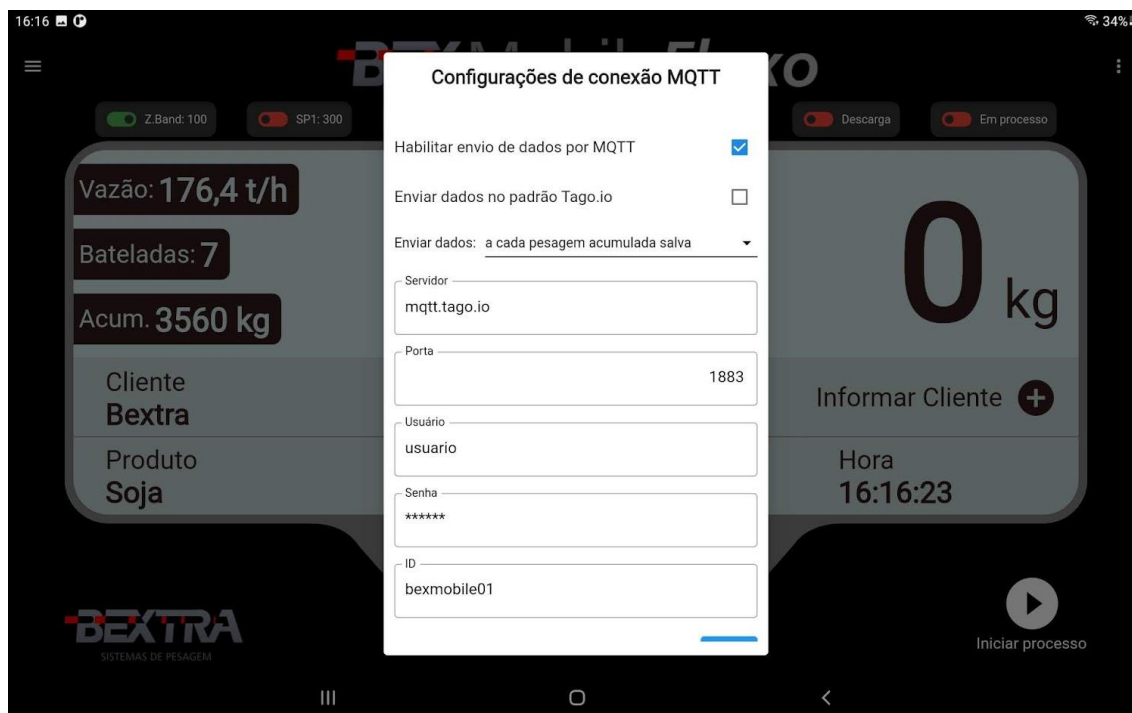 16:16
34%
Configurações de conexão MQTT
Z.Band: 100
SP1: 300
Descarga
Em processo
Habilitar envio de dados por MQTT
Enviar dados no padrão Tago.io
Enviar dados: a cada pesagem acumulada salva
Servidor
mqtt.tago.io
Porta
1883
Usuário
usuario
Senha
******
ID
bexmobile01
Vazão: 176,4 t/h
Bateladas: 7
Acum. 3560 kg
0 kg
Cliente
Bextra
Informar Cliente
Produto
Soja
Hora
16:16:23
BEXTRA
SISTEMAS DE PESAGEM
Iniciar processo